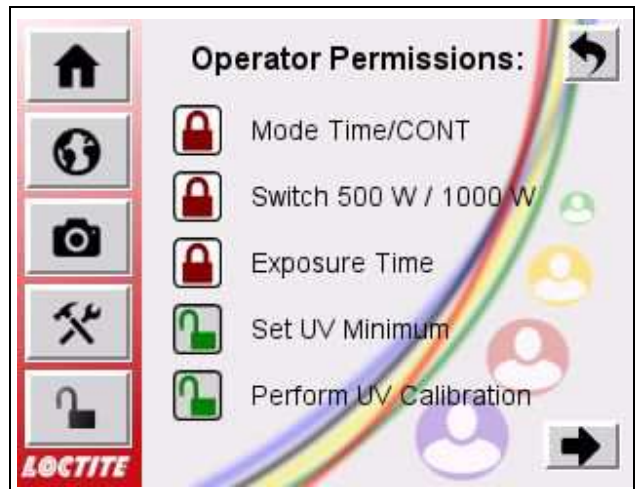 Operator Permissions:
Mode Time/CONT
Switch 500 W / 1000 W
Exposure Time
Set UV Minimum
Perform UV Calibration
LOCTITE